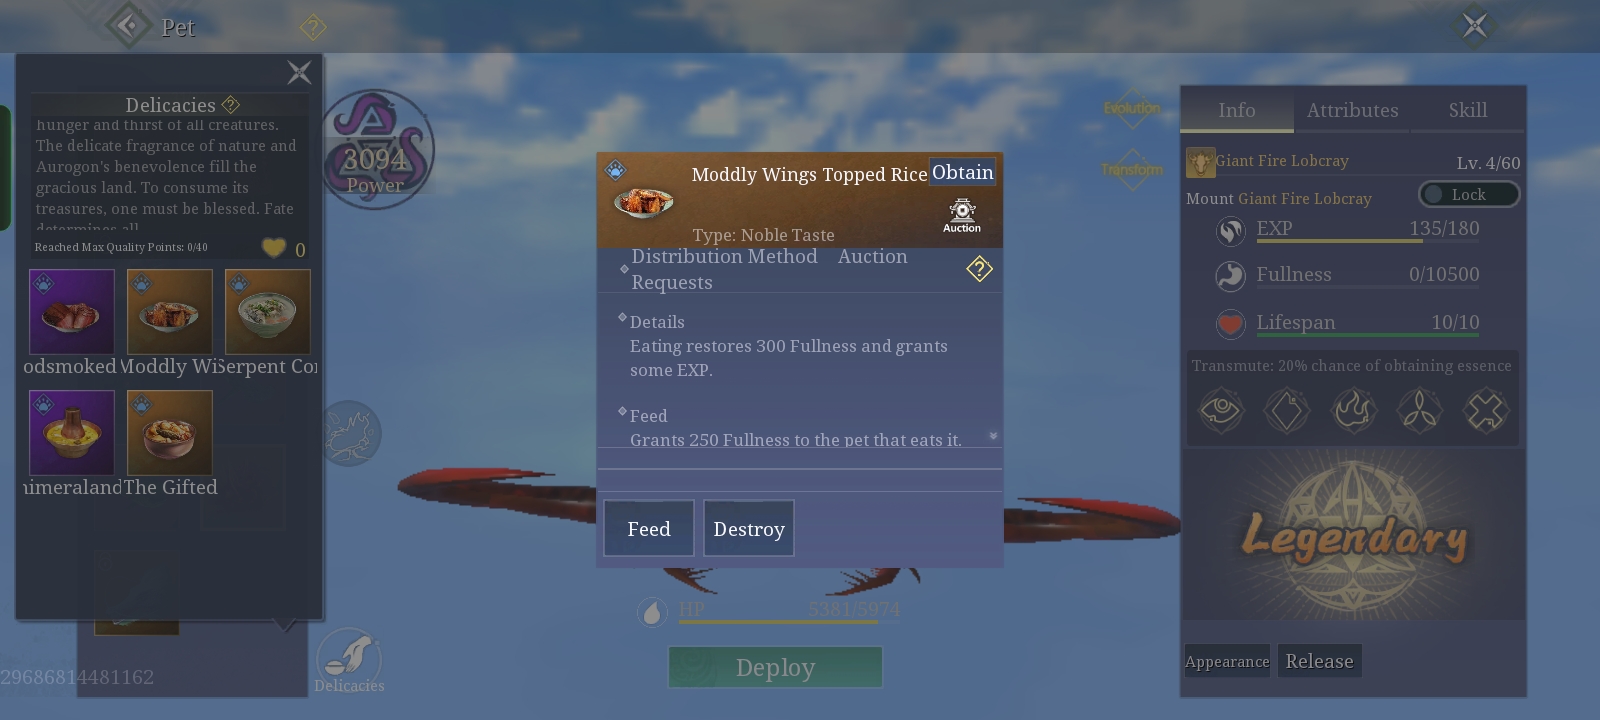 Pet
Delicacies
hunger and thirst of all creatures.
The delicate fragrance of nature and
Aurogon's benevolence fill the
gracious land. To consume its
treasures, one must be blessed. Fate
determines all
Reached Max Quality Points: 0/40
0
odsmoked
Moddly Wi
Serpent Co
nimeraland
The Gifted
29686814481162
3094
Power
Delicacies
Moddly Wings Topped Rice
Obtain
Auction
Type: Noble Taste
Distribution Method Auction
Requests
Details
Eating restores 300 Fullness and grants
some EXP.
Feed
Grants 250 Fullness to the pet that eats it.
Feed
Destroy
HP 5381/5974
Deploy
Evolution
Transform
Info
Attributes
Skill
Giant Fire Lobcray
Lv. 4/60
Mount Giant Fire Lobcray
Lock
EXP 135/180
Fullness 0/10500
Lifespan 10/10
Transmute: 20% chance of obtaining essence
Legendary
Appearance
Release